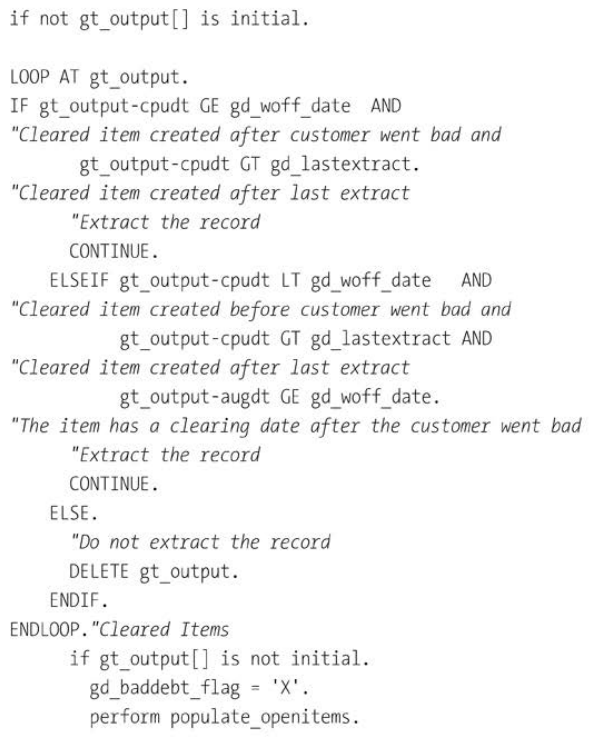 if not gt_output[] is initial.
LOOP AT gt_output.
IF gt_output-cpudt GE gd_woff_date  AND
"Cleared item created after customer went bad and
gt_output-cpudt GT gd_lastextract.
"Cleared item created after last extract
"Extract the record
CONTINUE.
ELSEIF gt_output-cpudt LT gd_woff_date   AND
"Cleared item created before customer went bad and
gt_output-cpudt GT gd_lastextract AND
"Cleared item created after last extract
gt_output-augdt GE gd_woff_date.
"The item has a clearing date after the customer went bad
"Extract the record
CONTINUE.
ELSE.
"Do not extract the record
DELETE gt_output.
ENDIF.
ENDLOOP."Cleared Items
if gt_output[] is not initial.
gd_baddebt_flag = 'X'.
perform populate_openitems.